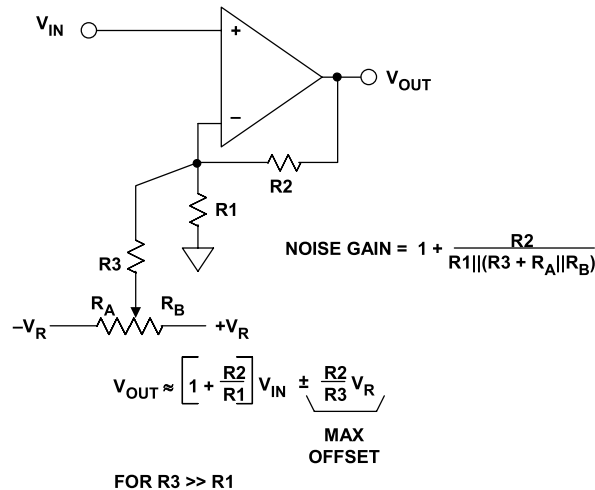 V_IN
+
V_OUT
–
R2
R1
NOISE GAIN = 1 + R2 / R1||(R3 + R_A||R_B)
R3
R_A R_B
–V_R +V_R
V_OUT ≈ [1 + R2/R1] V_IN ± R2/R3 V_R
MAX
OFFSET
FOR R3 >> R1